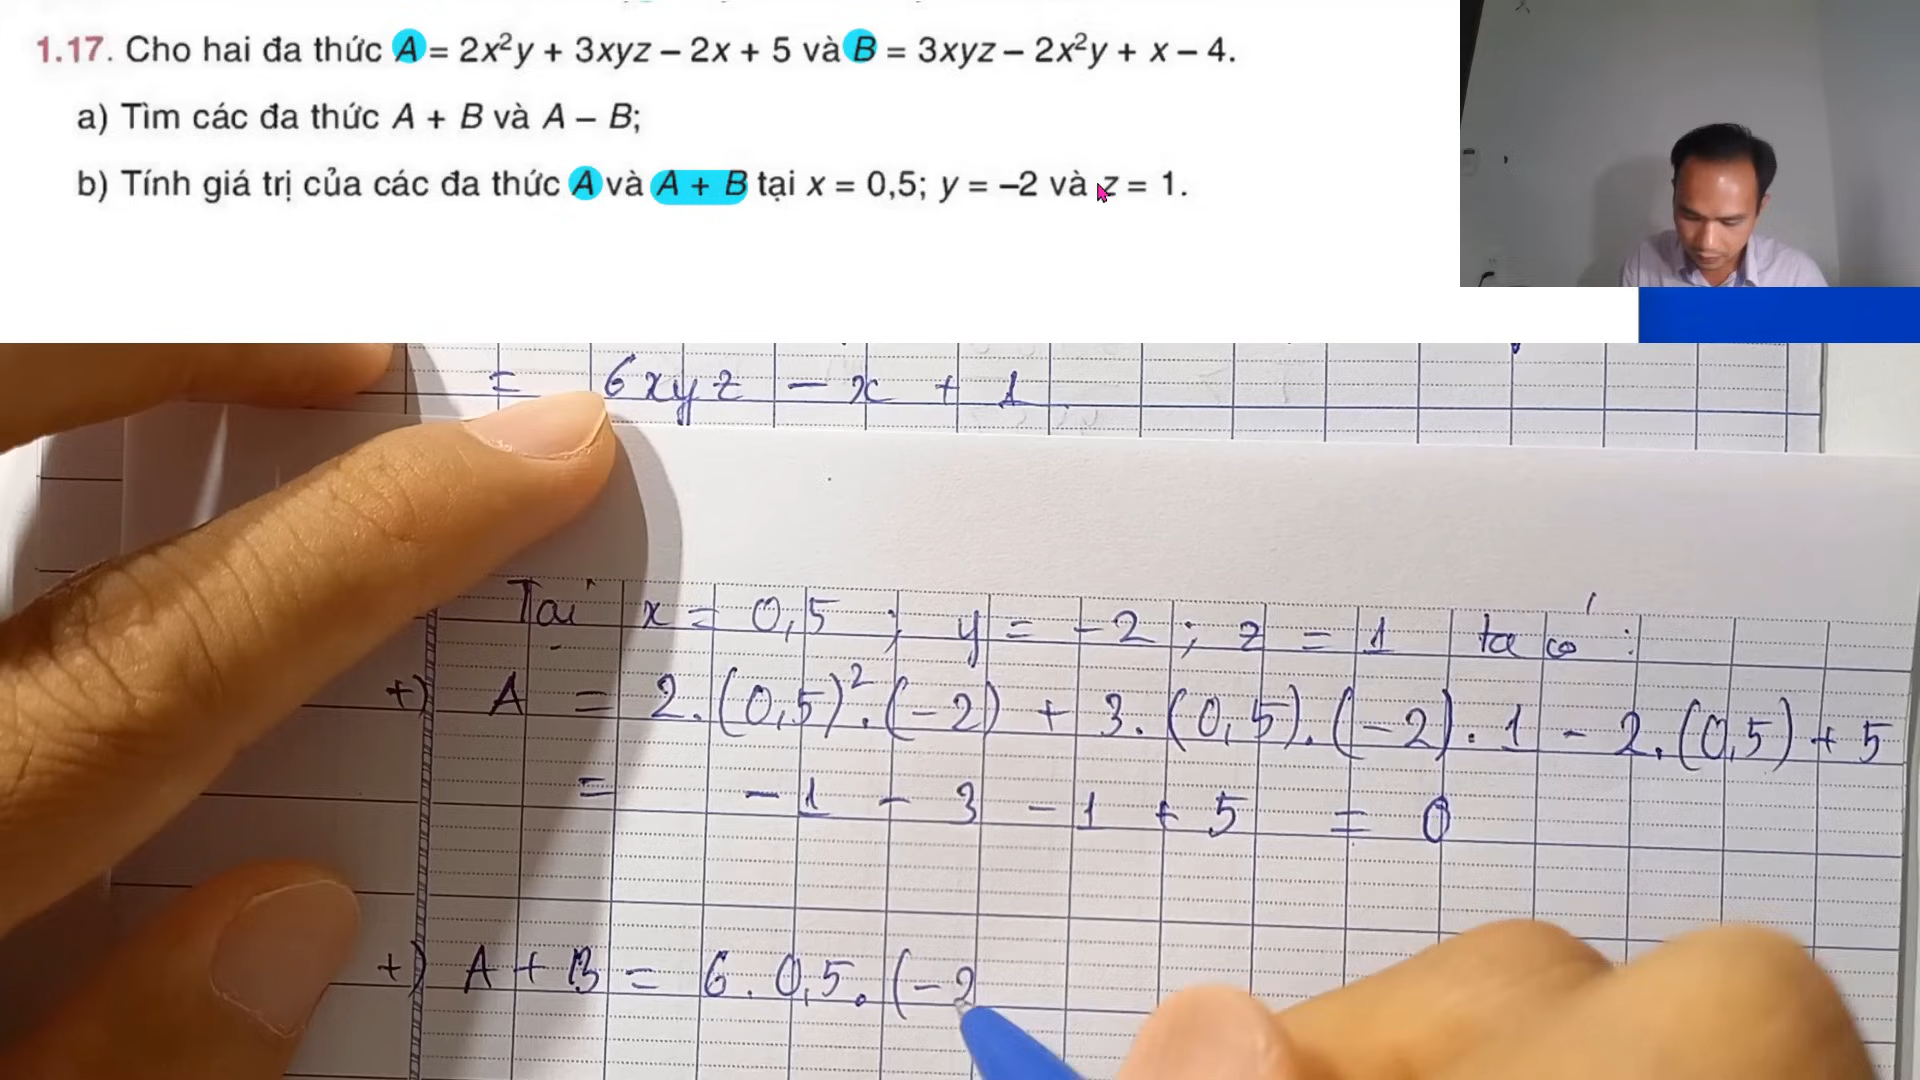 1.17. Cho hai đa thức A = 2x²y + 3xyz – 2x + 5 và B = 3xyz – 2x²y + x – 4.
a) Tìm các đa thức A + B và A – B;
b) Tính giá trị của các đa thức A và A + B tại x = 0,5; y = –2 và z = 1.
= 6xyz – x + 1
Tại x = 0,5 ; y = -2 ; z = 1 ta có :
+) A = 2.(0,5)².(-2) + 3.(0,5).(-2).1 - 2.(0,5) + 5
= -1 - 3 - 1 + 5 = 0
+) A + B = 6 . 0,5. (-2